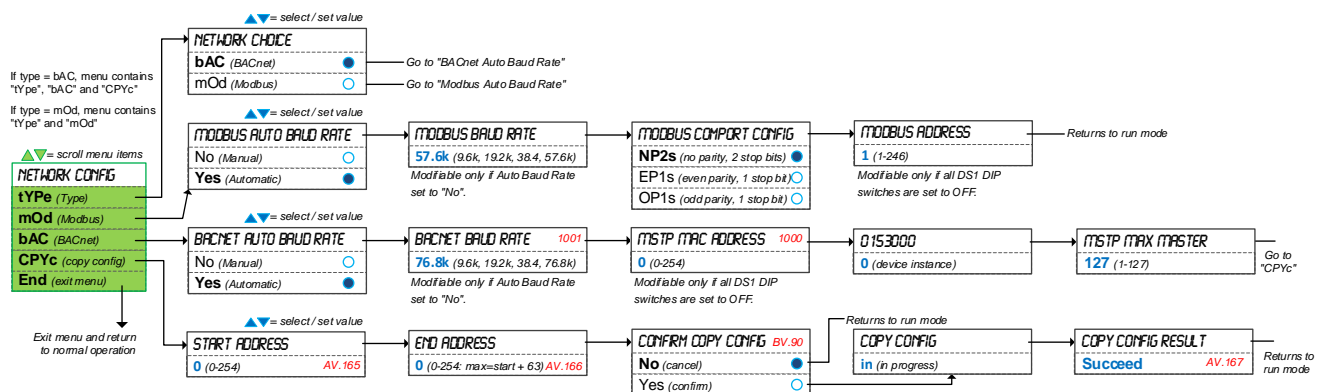 ▲▼= select / set value
NETWORK CHOICE
bAC (BACnet)
mOd (Modbus)
Go to "BACnet Auto Baud Rate"
Go to "Modbus Auto Baud Rate"
If type = bAC, menu contains
"tYpe", "bAC" and "CPYc"
If type = mOd, menu contains
"tYpe" and "mOd"
▲▼= scroll menu items
NETWORK CONFIG
tYPe (Type)
mOd (Modbus)
bAC (BACnet)
CPYc (copy config)
End (exit menu)
Exit menu and return
to normal operation
▲▼= select / set value
MODBUS AUTO BAUD RATE
No (Manual)
Yes (Automatic)
MODBUS BAUD RATE
57.6k (9.6k, 19.2k, 38.4, 57.6k)
Modifiable only if Auto Baud Rate
set to "No".
MODBUS COMPORT CONFIG
NP2s (no parity, 2 stop bits)
EP1s (even parity, 1 stop bit)
OP1s (odd parity, 1 stop bit)
MODBUS ADDRESS
1 (1-246)
Modifiable only if all DS1 DIP
switches are set to OFF.
Returns to run mode
▲▼= select / set value
BACNET AUTO BAUD RATE
No (Manual)
Yes (Automatic)
BACNET BAUD RATE 1001
76.8k (9.6k, 19.2k, 38.4, 76.8k)
Modifiable only if Auto Baud Rate
set to "No".
MSTP MAC ADDRESS 1000
0 (0-254)
Modifiable only if all DS1 DIP
switches are set to OFF.
0153000
0 (device instance)
MSTP MAX MASTER
127 (1-127)
Go to
"CPYc"
▲▼= select / set value
START ADDRESS
0 (0-254) AV.165
END ADDRESS
0 (0-254: max=start + 63) AV.166
CONFRM COPY CONFIG BV.90
No (cancel)
Yes (confirm)
Returns to run mode
COPY CONFIG
in (in progress)
COPY CONFIG RESULT
Succeed AV.167
Returns to
run mode